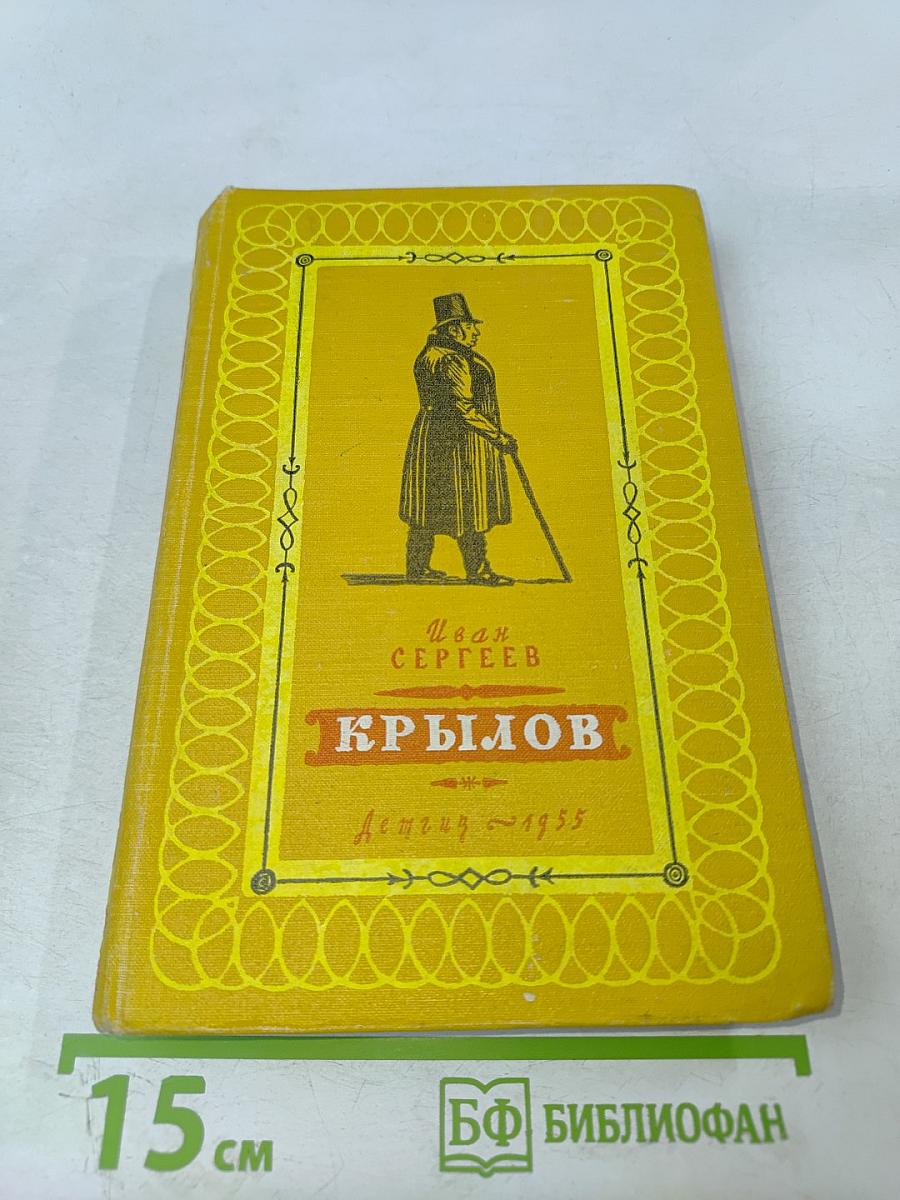 Иван
СЕРГЕЕВ
КРЫЛОВ
Детгиз ~ 1955
15 см
БФ БИБЛИОФАН